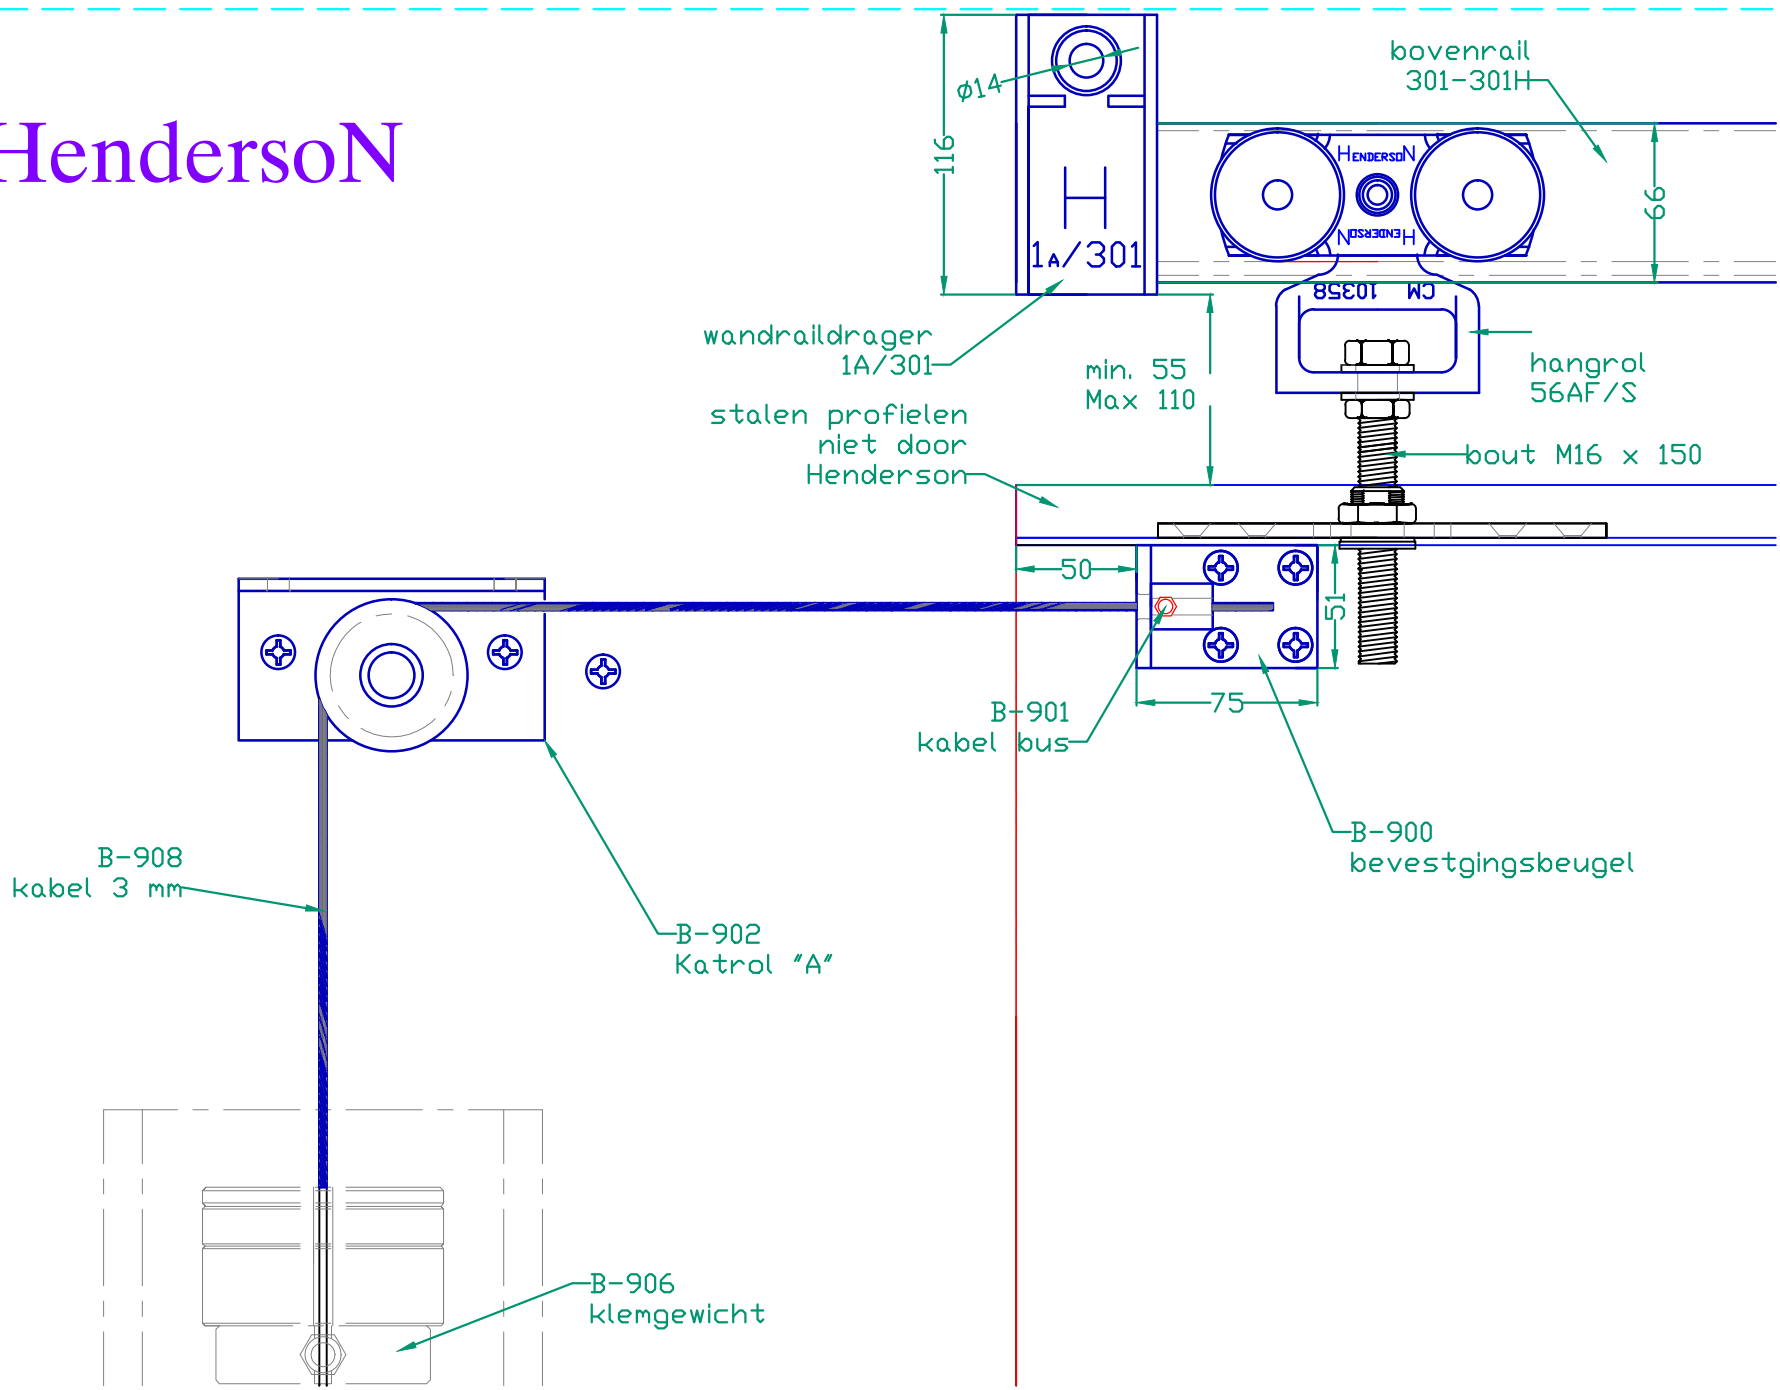 HendersoN
ø14
116
H
1A/301
bovenrail
301-301H
HENDERSON
HENDERSON
66
CM 10358
wandraildrager
1A/301
min. 55
Max 110
hangrol
56AF/S
stalen profielen
niet door
Henderson
bout M16 x 150
50
51
75
B-901
kabel bus
B-900
bevestgingsbeugel
B-908
kabel 3 mm
B-902
Katrol "A"
B-906
klemgewicht